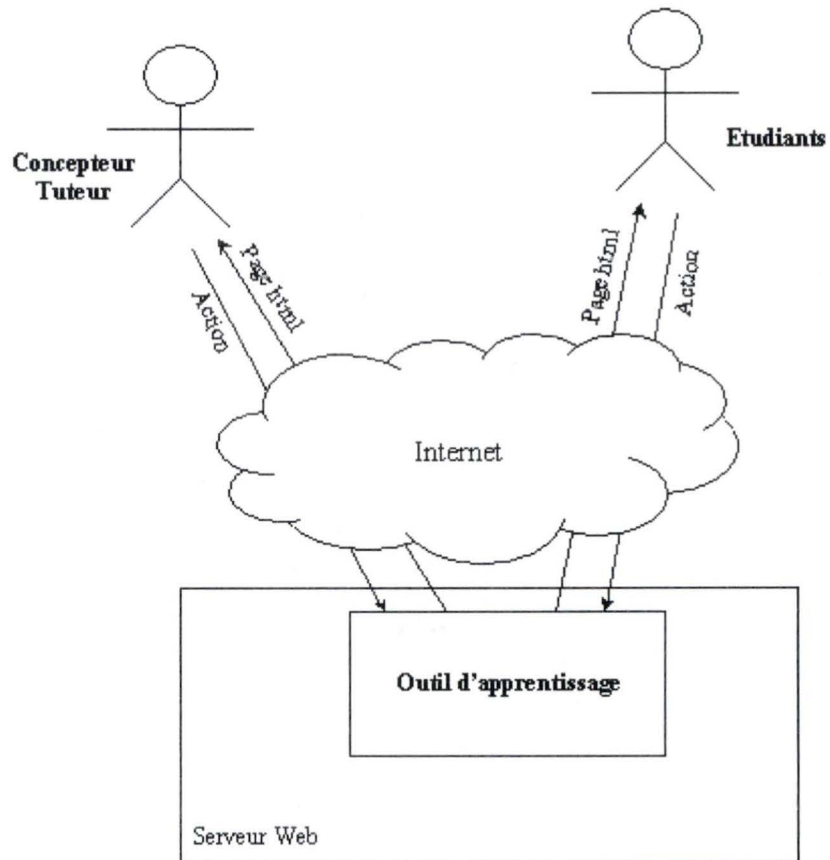 Etudiants
Concepteur
Tuteur
Page html
Action
Page html
Action
Internet
Outil d'apprentissage
Serveur Web